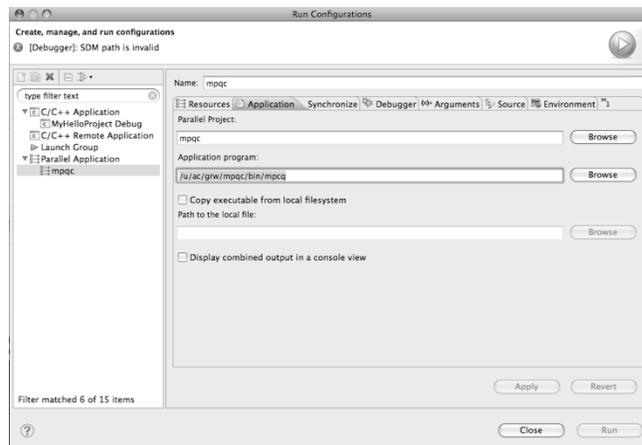 Run Configurations
Create, manage, and run configurations
[Debugger]: SDM path is invalid
type filter text
C/C++ Application
MyHelloProject Debug
C/C++ Remote Application
Launch Group
Parallel Application
mpqc
Filter matched 6 of 15 items
Name: mpqc
Resources Application Synchronize Debugger Arguments Source Environment »1
Parallel Project:
mpqc Browse
Application program:
/u/ac/grw/mpqc/bin/mpcq Browse
Copy executable from local filesystem
Path to the local file:
Browse
Display combined output in a console view
Apply Revert
? Close Run